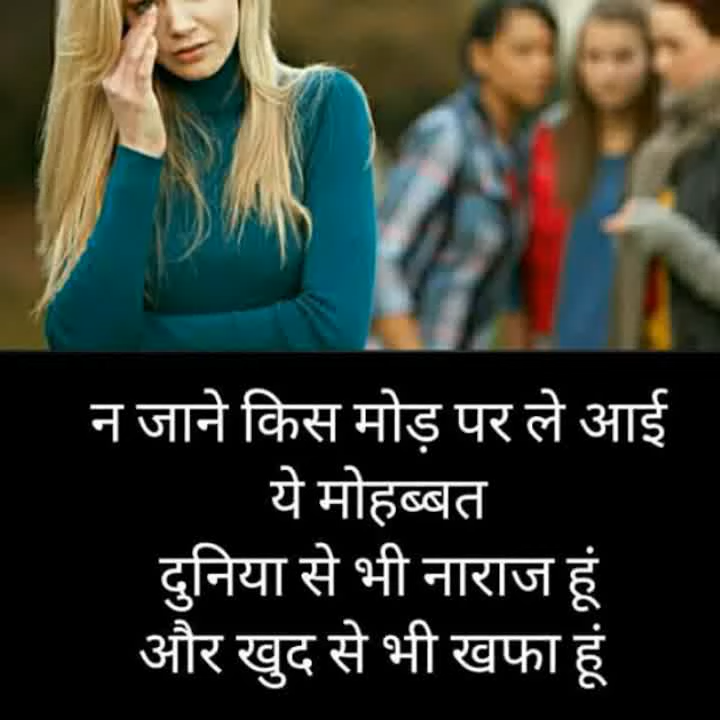 न जाने किस मोड़ पर ले आई
ये मोहब्बत
दुनिया से भी नाराज हूं
और खुद से भी खफा हूं